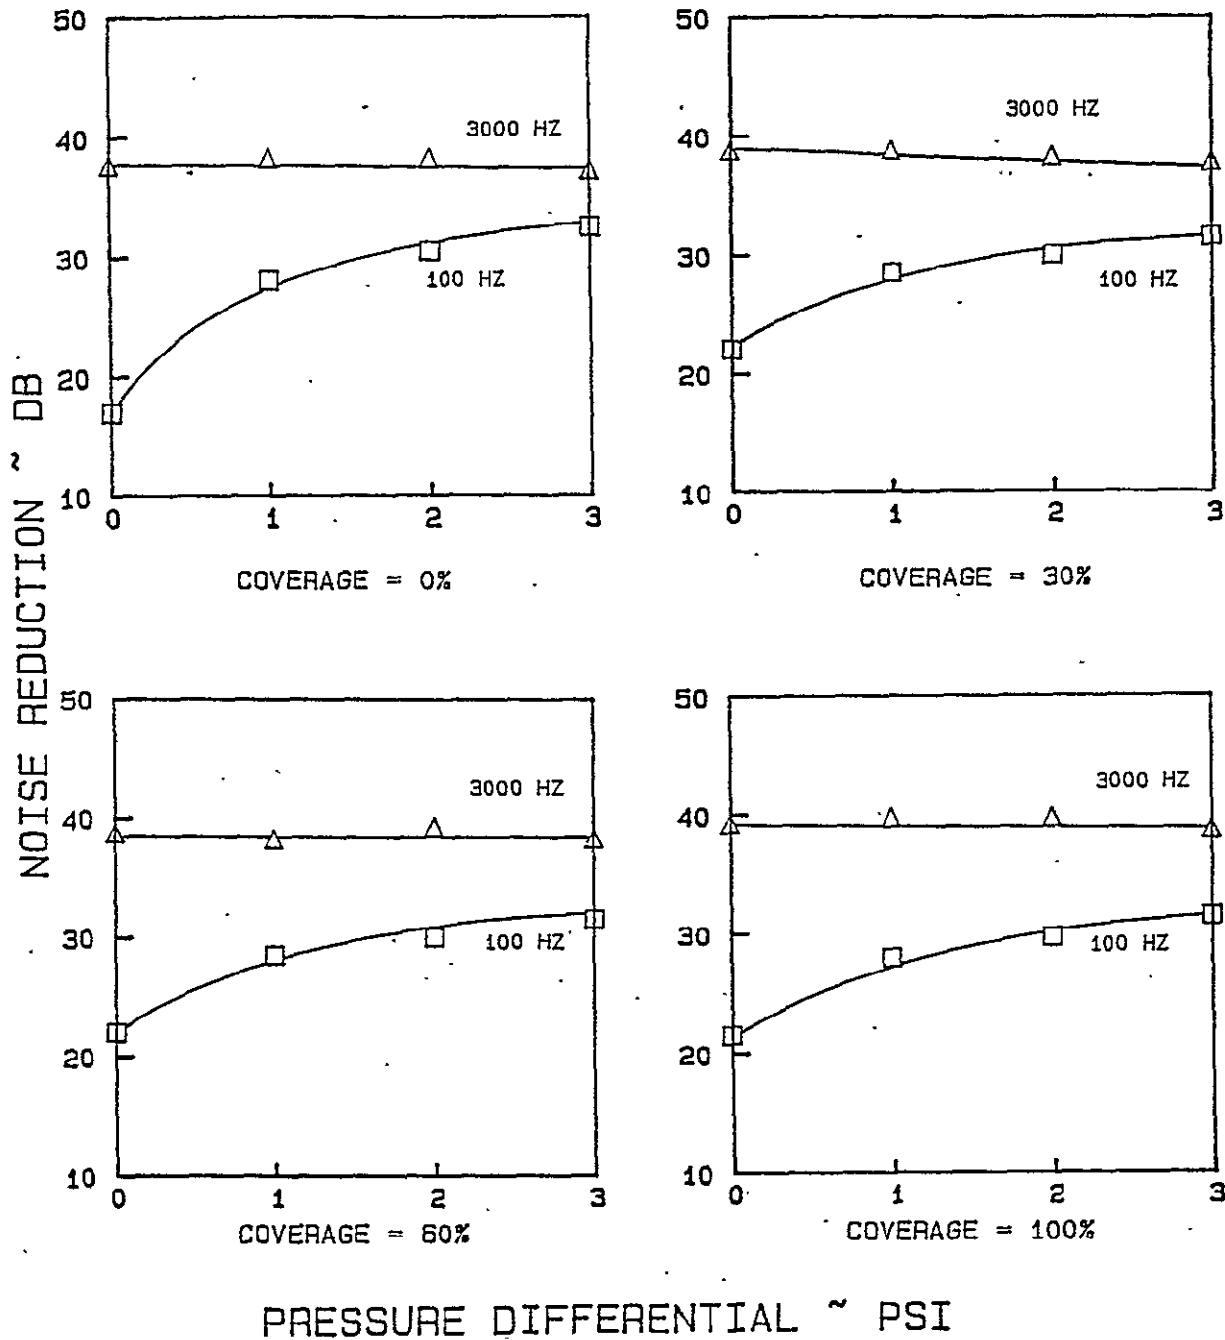 NOISE REDUCTION ~ DB
50
40
30
20
10
3000 HZ
100 HZ
0 1 2 3
COVERAGE = 0%
50
40
30
20
10
3000 HZ
100 HZ
0 1 2 3
COVERAGE = 30%
50
40
30
20
10
3000 HZ
100 HZ
0 1 2 3
COVERAGE = 60%
50
40
30
20
10
3000 HZ
100 HZ
0 1 2 3
COVERAGE = 100%
PRESSURE DIFFERENTIAL ~ PSI